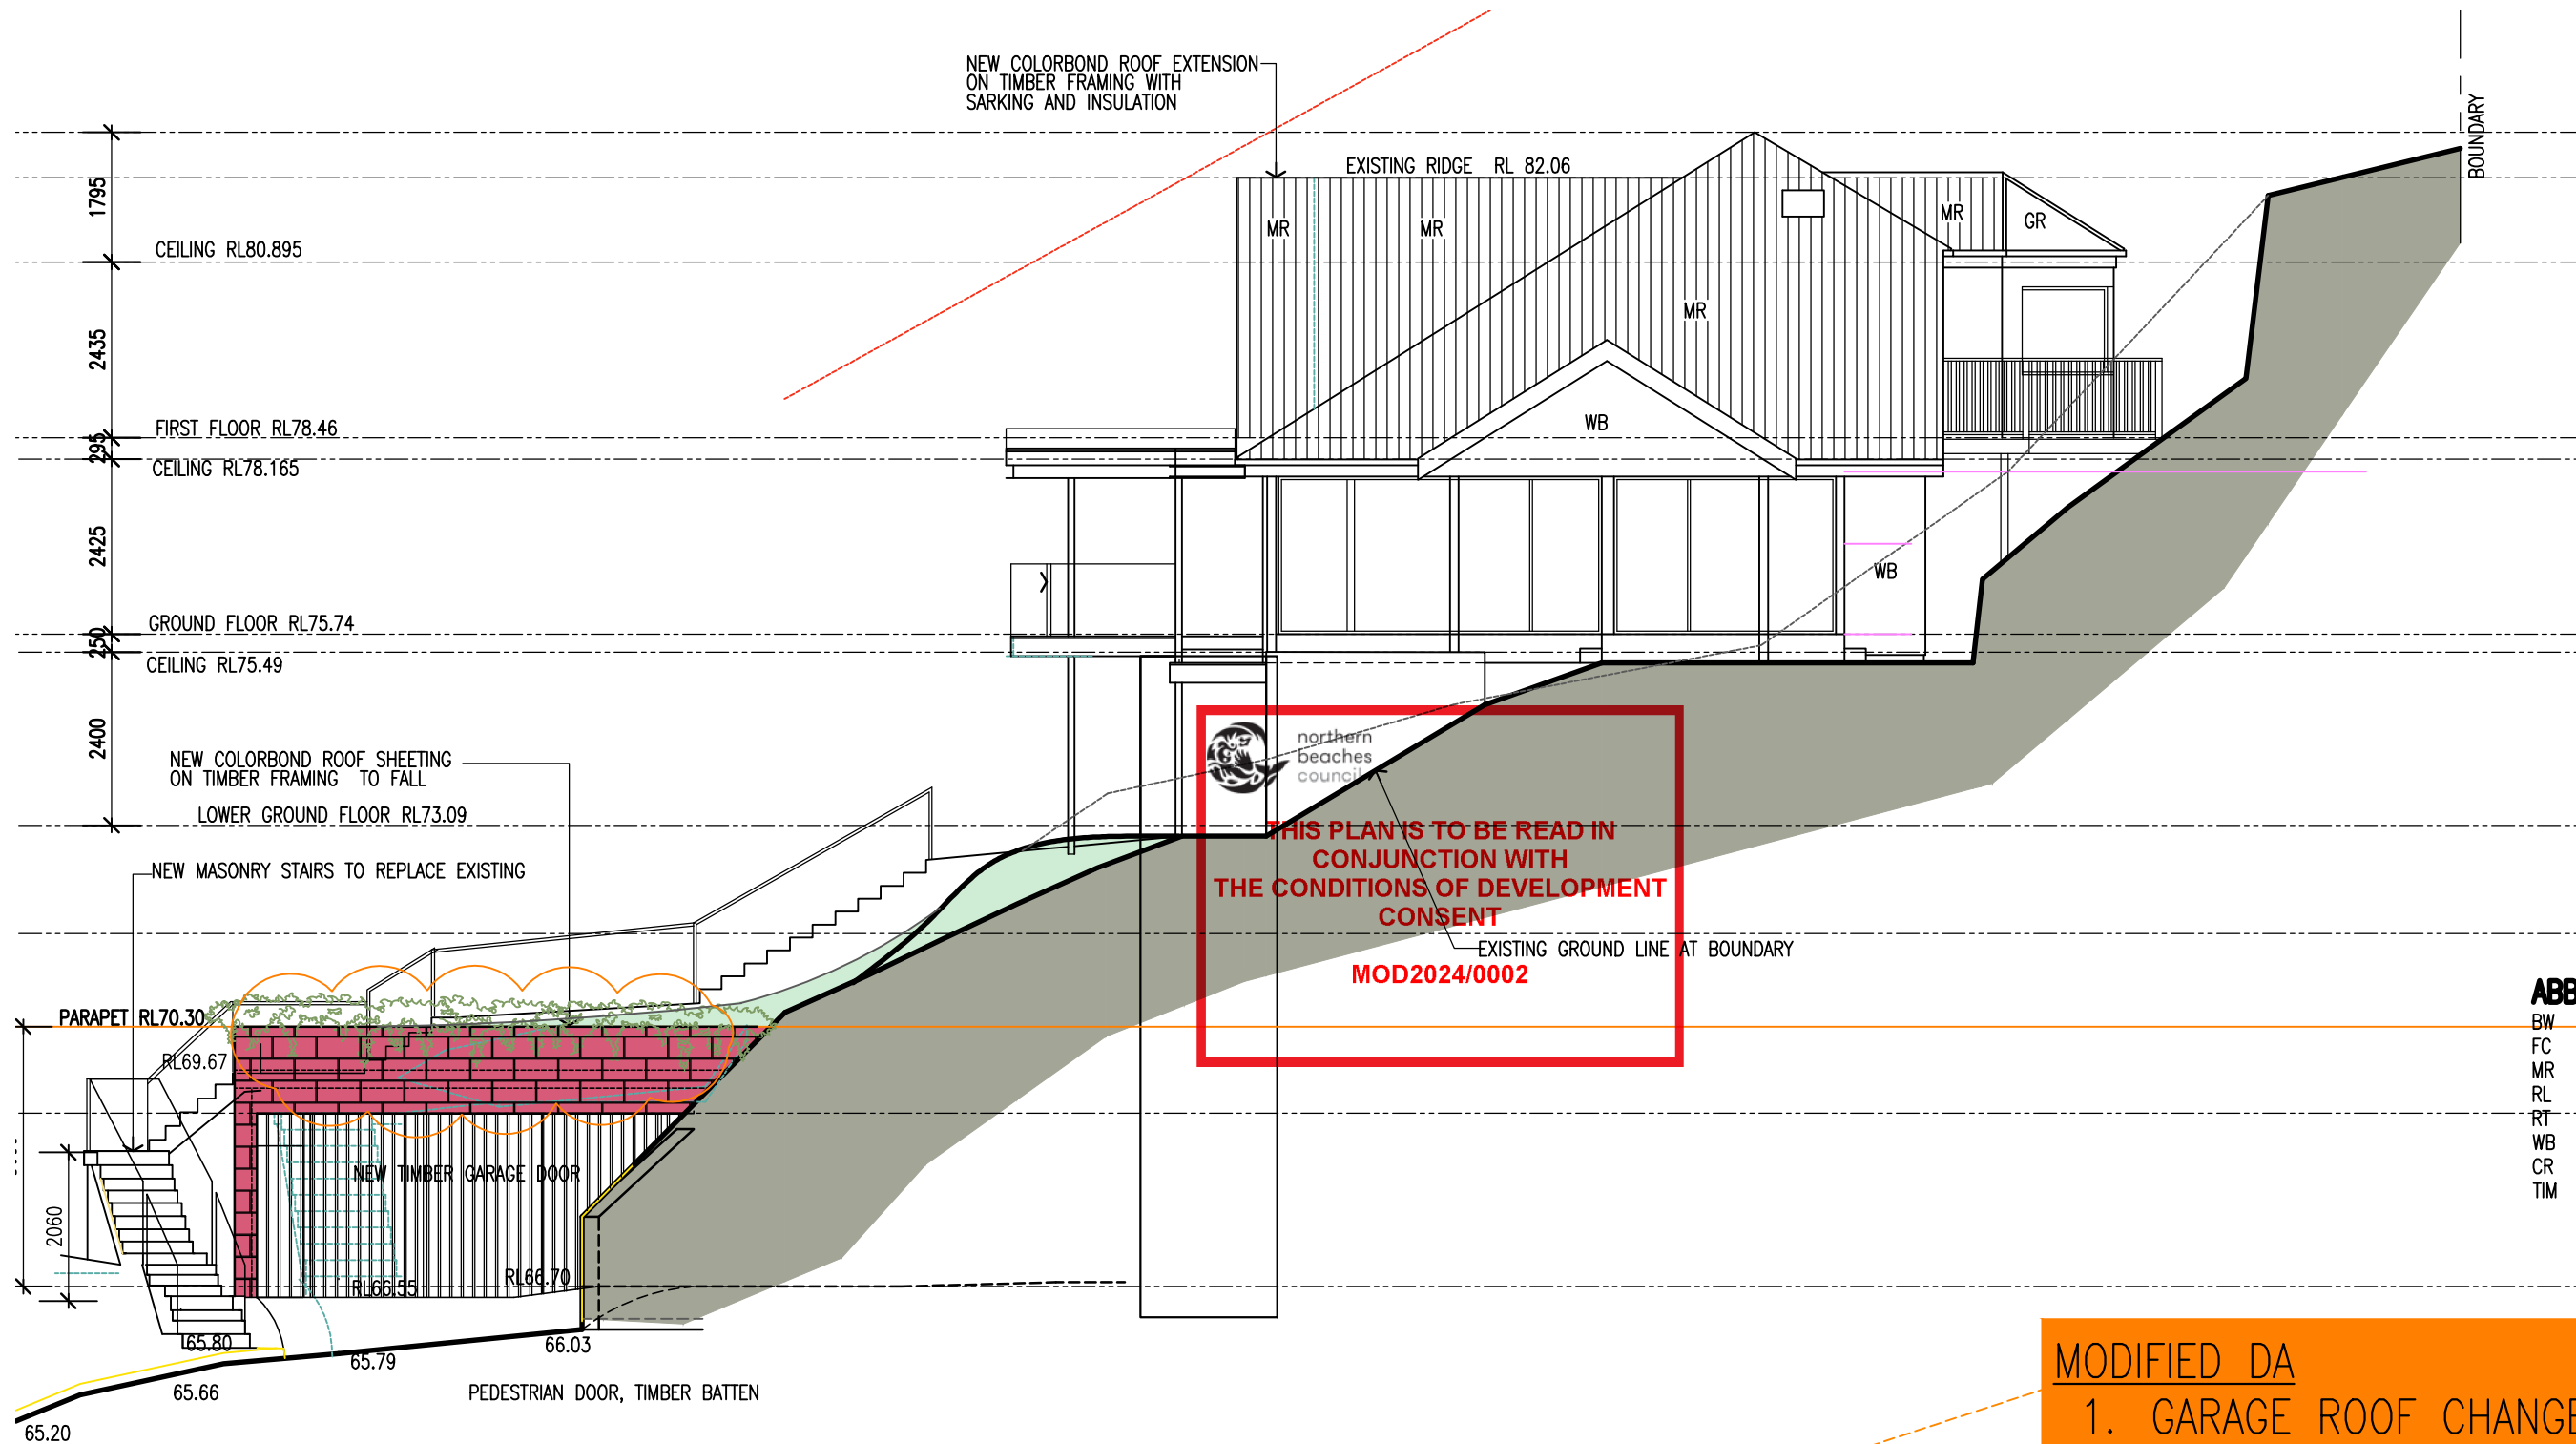 NEW COLORBOND ROOF EXTENSION
ON TIMBER FRAMING WITH
SARKING AND INSULATION
BOUNDARY
EXISTING RIDGE RL 82.06
1795
MR
MR
MR
GR
CEILING RL80.895
MR
2435
WB
FIRST FLOOR RL78.46
295
CEILING RL78.165
2425
WB
GROUND FLOOR RL75.74
250
CEILING RL75.49
2400
northern
beaches
council
NEW COLORBOND ROOF SHEETING
ON TIMBER FRAMING TO FALL
LOWER GROUND FLOOR RL73.09
THIS PLAN IS TO BE READ IN
CONJUNCTION WITH
THE CONDITIONS OF DEVELOPMENT
CONSENT
NEW MASONRY STAIRS TO REPLACE EXISTING
EXISTING GROUND LINE AT BOUNDARY
MOD2024/0002
PARAPET RL70.30
RL69.67
ABB
BW
FC
MR
RL
RT
WB
CR
TIM
NEW TIMBER GARAGE DOOR
2060
RL66.70
RL66.55
65.80
65.79
66.03
65.66
PEDESTRIAN DOOR, TIMBER BATTEN
65.20
MODIFIED DA
1. GARAGE ROOF CHANGE